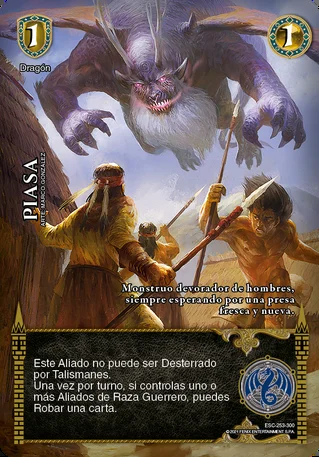 1
1
Dragón
PIASA
ARTE: MARCO GONZÁLEZ
Monstruo devorador de hombres,
siempre esperando por una presa
fresca y nueva.
Este Aliado no puede ser Desterrado
por Talismanes.
Una vez por turno, si controlas uno o
más Aliados de Raza Guerrero, puedes
Robar una carta.
ESC-253-300
©2021 FENIX ENTERTAINMENT S.P.A.